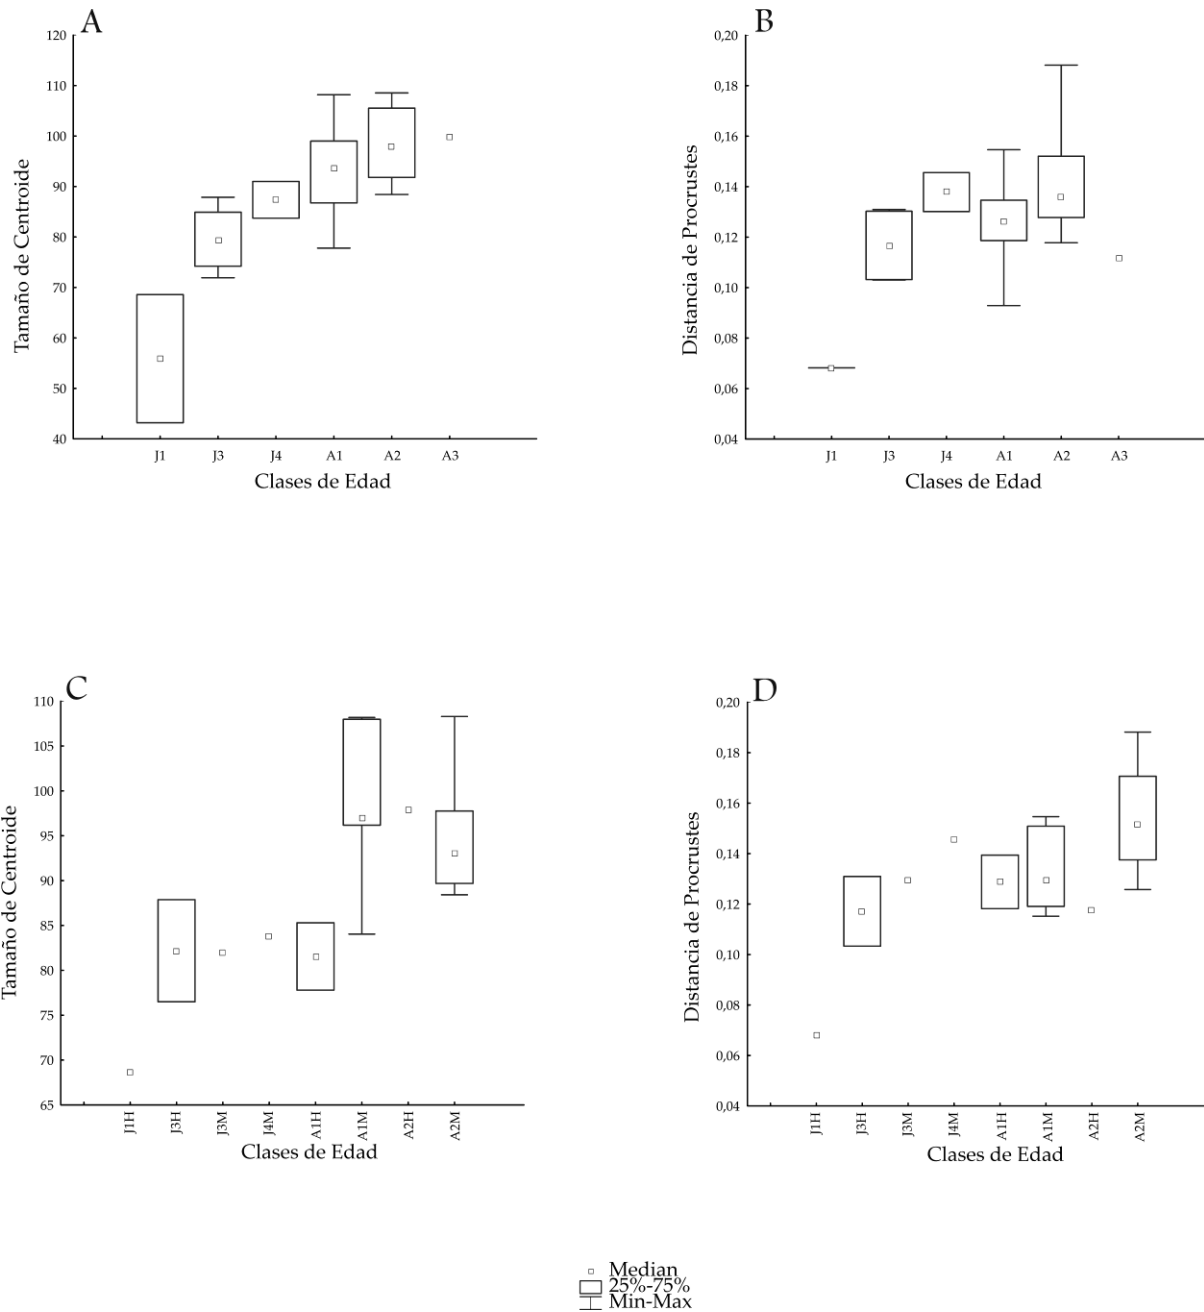 A
120
110
100
90
80
70
60
50
40
Tamaño de Centroide
J1 J3 J4 A1 A2 A3
Clases de Edad
B
0,20
0,18
0,16
0,14
0,12
0,10
0,08
0,06
0,04
Distancia de Procrustes
J1 J3 J4 A1 A2 A3
Clases de Edad
C
110
105
100
95
90
85
80
75
70
65
Tamaño de Centroide
J1H J3H J3M J4M A1H A1M A2H A2M
Clases de Edad
D
0,20
0,18
0,16
0,14
0,12
0,10
0,08
0,06
0,04
Distancia de Procrustes
J1H J3H J3M J4M A1H A1M A2H A2M
Clases de Edad
Median
25%-75%
Min-Max